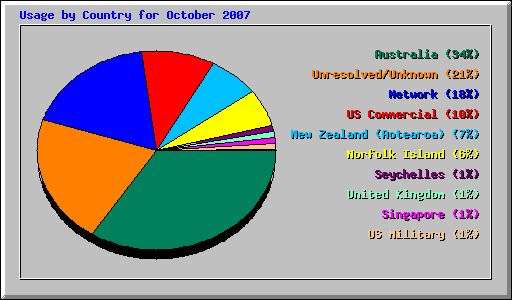 Usage by Country for October 2007
Australia (34%)
Unresolved/Unknown (21%)
Network (18%)
US Commercial (10%)
New Zealand (Aotearoa) (7%)
Norfolk Island (6%)
Seychelles (1%)
United Kingdom (1%)
Singapore (1%)
US Military (1%)